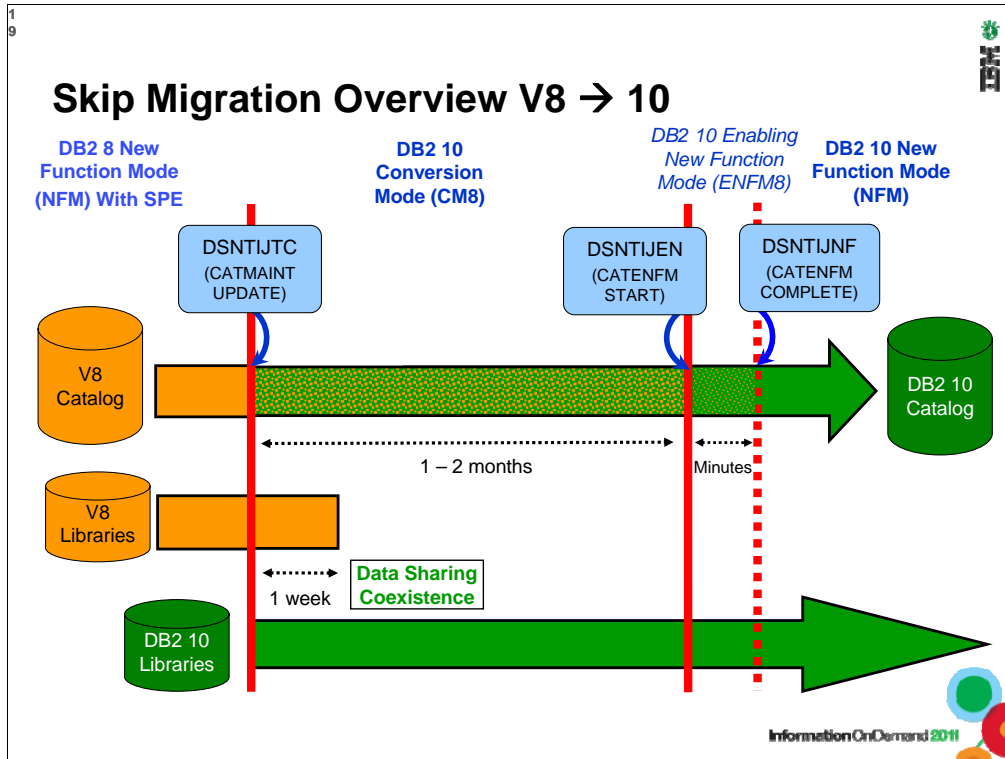 1
9
IBM
Skip Migration Overview V8 → 10
DB2 8 New
Function Mode
(NFM) With SPE
DB2 10
Conversion
Mode (CM8)
DB2 10 Enabling
New Function
Mode (ENFM8)
DB2 10 New
Function Mode
(NFM)
DSNTIJTC
(CATMAINT
UPDATE)
DSNTIJEN
(CATENFM
START)
DSNTIJNF
(CATENFM
COMPLETE)
V8
Catalog
DB2 10
Catalog
1 – 2 months
Minutes
V8
Libraries
1 week
Data Sharing
Coexistence
DB2 10
Libraries
InformationOnDemand 2011